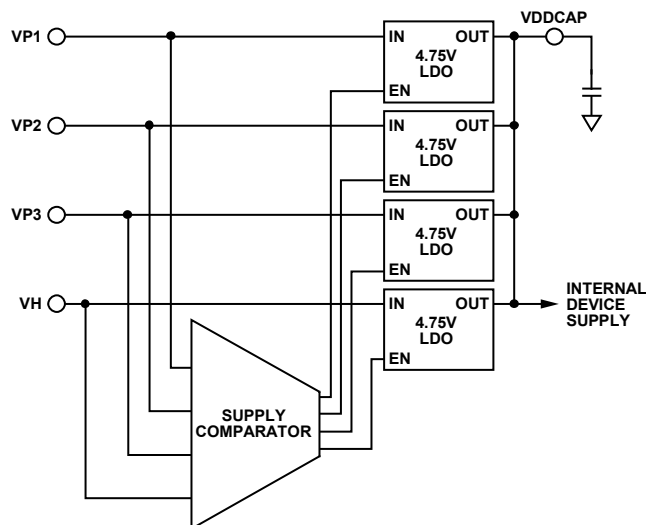 VP1
IN
OUT
4.75V
LDO
EN
VDDCAP
VP2
IN
OUT
4.75V
LDO
EN
VP3
IN
OUT
4.75V
LDO
EN
VH
IN
OUT
4.75V
LDO
EN
INTERNAL
DEVICE
SUPPLY
SUPPLY
COMPARATOR